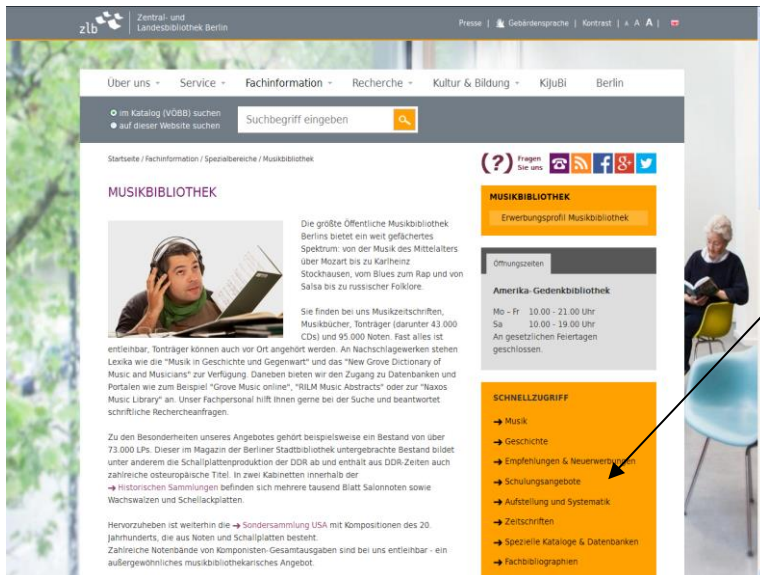 zlb
Zentral- und
Landesbibliothek Berlin
Presse | Gebärdensprache | Kontrast | A A A |
Über uns Service Fachinformation Recherche Kultur & Bildung KiJuBi Berlin
im Katalog (VÖBB) suchen
auf dieser Website suchen
Suchbegriff eingeben
Startseite / Fachinformation / Spezialbereiche / Musikbibliothek
(?) Fragen
Sie uns
MUSIKBIBLIOTHEK
Die größte Öffentliche Musikbibliothek
Berlins bietet ein weit gefächertes
Spektrum: von der Musik des Mittelalters
über Mozart bis zu Karlheinz
Stockhausen, vom Blues zum Rap und von
Salsa bis zu russischer Folklore.
Sie finden bei uns Musikzeitschriften,
Musikbücher, Tonträger (darunter 43.000
CDs) und 95.000 Noten. Fast alles ist
entleihbar, Tonträger können auch vor Ort angehört werden. An Nachschlagewerken stehen
Lexika wie die "Musik in Geschichte und Gegenwart" und das "New Grove Dictionary of
Music and Musicians" zur Verfügung. Daneben bieten wir den Zugang zu Datenbanken und
Portalen wie zum Beispiel "Grove Music online", "RILM Music Abstracts" oder zur "Naxos
Music Library" an. Unser Fachpersonal hilft Ihnen gerne bei der Suche und beantwortet
schriftliche Rechercheanfragen.
Zu den Besonderheiten unseres Angebotes gehört beispielsweise ein Bestand von über
73.000 LPs. Dieser im Magazin der Berliner Stadtbibliothek untergebrachte Bestand bildet
unter anderem die Schallplattenproduktion der DDR ab und enthält aus DDR-Zeiten auch
zahlreiche osteuropäische Titel. In zwei Kabinetten innerhalb der
→ Historischen Sammlungen befinden sich mehrere tausend Blatt Salonnoten sowie
Wachswalzen und Schellackplatten.
Hervorzuheben ist weiterhin die → Sondersammlung USA mit Kompositionen des 20.
Jahrhunderts, die aus Noten und Schallplatten besteht.
Zahlreiche Notenbände von Komponisten-Gesamtausgaben sind bei uns entleihbar - ein
außergewöhnliches musikbibliothekarisches Angebot.
MUSIKBIBLIOTHEK
Erwerbungsprofil Musikbibliothek
Öffnungszeiten
Amerika- Gedenkbibliothek
Mo - Fr 10.00 - 21.00 Uhr
Sa 10.00 - 19.00 Uhr
An gesetzlichen Feiertagen
geschlossen.
SCHNELLZUGRIFF
→ Musik
→ Geschichte
→ Empfehlungen & Neuerwerbungen
→ Schulungsangebote
→ Aufstellung und Systematik
→ Zeitschriften
→ Spezielle Kataloge & Datenbanken
→ Fachbibliographien